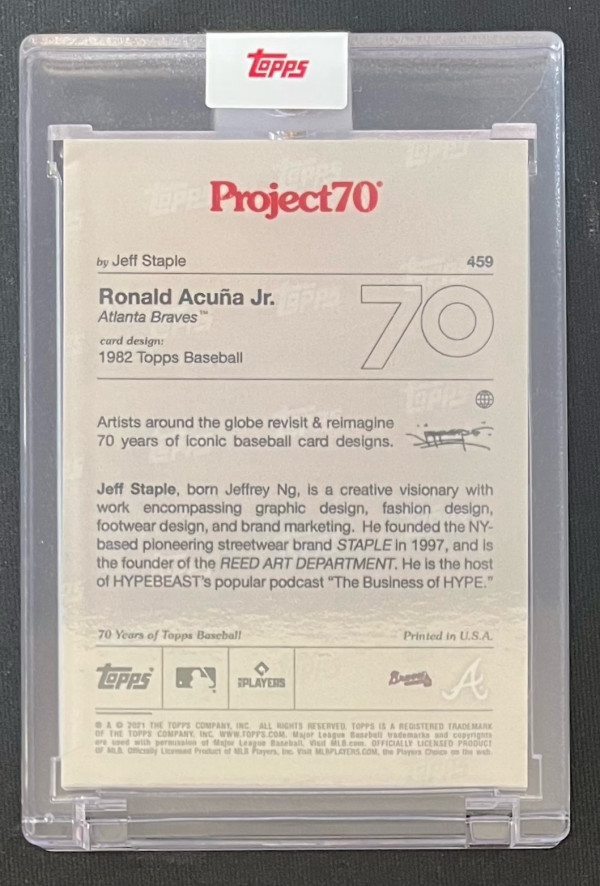 Topps
Project70®
by Jeff Staple 459
Ronald Acuña Jr.
Atlanta Braves™
70
card design:
1982 Topps Baseball
Artists around the globe revisit & reimagine
70 years of iconic baseball card designs.
Jeff Staple, born Jeffrey Ng, is a creative visionary with
work encompassing graphic design, fashion design,
footwear design, and brand marketing. He founded the NY-
based pioneering streetwear brand STAPLE in 1997, and is
the founder of the REED ART DEPARTMENT. He is the host
of HYPEBEAST's popular podcast “The Business of HYPE.”
70 Years of Topps Baseball Printed in U.S.A.
Topps PLAYERS Braves A
® & © 2021 THE TOPPS COMPANY, INC. ALL RIGHTS RESERVED. TOPPS IS A REGISTERED TRADEMARK
OF THE TOPPS COMPANY, INC. WWW.TOPPS.COM. Major League Baseball trademarks and copyrights
are used with permission of Major League Baseball. Visit MLB.com. OFFICIALLY LICENSED PRODUCT
OF MLB. Officially Licensed Product of MLB Players, Inc. Visit MLBPLAYERS.COM, the Players Choice on the web.